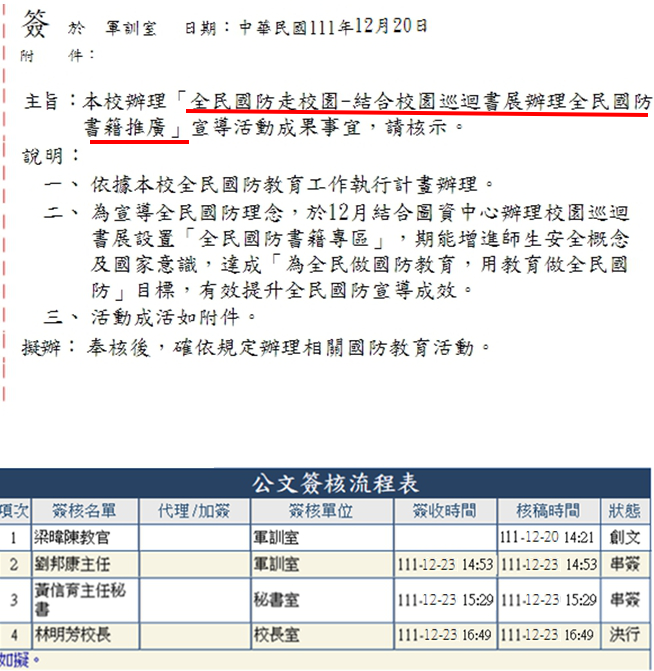 簽 於 軍訓室 日期：中華民國111年12月20日
附 件：
主旨：本校辦理「全民國防走校園-結合校園巡迴書展辦理全民國防
書籍推廣」宣導活動成果事宜，請核示。
說明：
一、依據本校全民國防教育工作執行計畫辦理。
二、為宣導全民國防理念，於12月結合圖資中心辦理校園巡迴
書展設置「全民國防書籍專區」，期能增進師生安全概念
及國家意識，達成「為全民做國防教育，用教育做全民國
防」目標，有效提升全民國防宣導成效。
三、活動成活如附件。
擬辦：奉核後，確依規定辦理相關國防教育活動。
公文簽核流程表
項次 簽核名單 代理/加簽 簽核單位 簽收時間 核稿時間 狀態
1 梁暐陳教官 軍訓室 111-12-20 14:21 創文
2 劉邦康主任 軍訓室 111-12-23 14:53 111-12-23 14:53 串簽
3 黃信育主任秘書 秘書室 111-12-23 15:29 111-12-23 15:29 串簽
4 林明芳校長 校長室 111-12-23 16:49 111-12-23 16:49 決行
如擬。